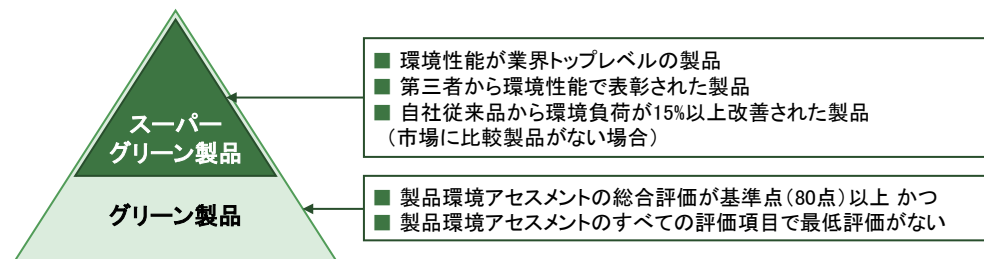 ■ 環境性能が業界トップレベルの製品
■ 第三者から環境性能で表彰された製品
■ 自社従来品から環境負荷が15%以上改善された製品
（市場に比較製品がない場合）
スーパー
グリーン製品
■ 製品環境アセスメントの総合評価が基準点（80点）以上 かつ
■ 製品環境アセスメントのすべての評価項目で最低評価がない
グリーン製品